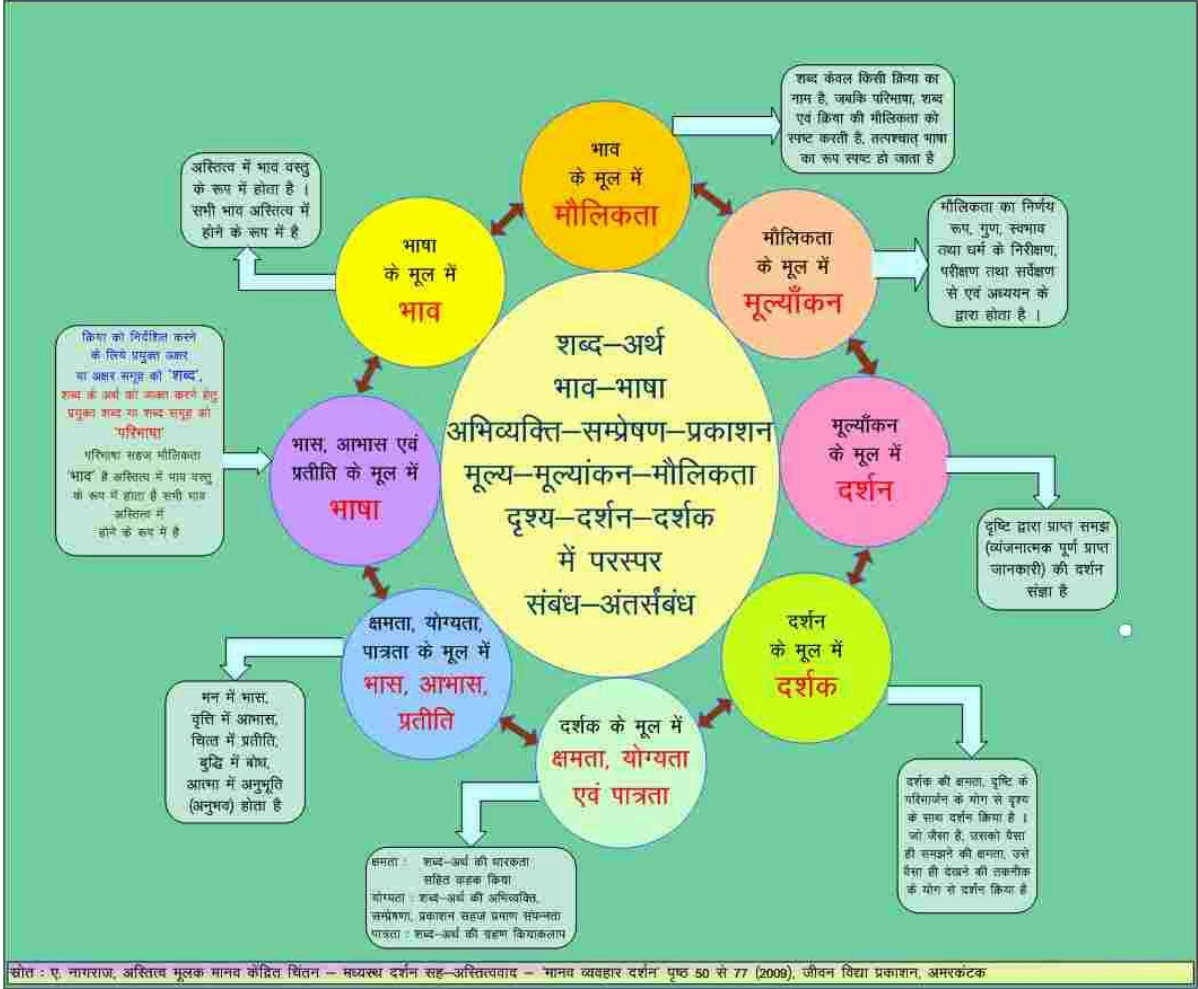 शब्द केवल किसी क्रिया का
नाम है, जबकि परिभाषा, शब्द
एवं क्रिया की मौलिकता को
स्पष्ट करती है, तत्पश्चात् भाषा
का रूप स्पष्ट हो जाता है
भाव
के मूल में
मौलिकता
अस्तित्व में भाव वस्तु
के रूप में होता है ।
सभी भाव अस्तित्व में
होने के रूप में है
भाषा
के मूल में
भाव
मौलिकता
के मूल में
मूल्याँकन
मौलिकता का निर्णय
रूप, गुण, स्वभाव
तथा धर्म के निरीक्षण,
परीक्षण तथा सर्वेक्षण
से एवं अध्ययन के
द्वारा होता है ।
क्रिया को निर्देशित करने
के लिये प्रयुक्त अक्षर
या अक्षर समूह को 'शब्द',
शब्द के अर्थ को व्यक्त करने हेतु
प्रयुक्त शब्द या शब्द समूह को
'परिभाषा'
परिभाषा सहज मौलिकता
'भाव' है अस्तित्व में भाव वस्तु
के रूप में होता है सभी भाव
अस्तित्व में
होने के रूप में है
भास, आभास एवं
प्रतीति के मूल में
भाषा
शब्द–अर्थ
भाव–भाषा
अभिव्यक्ति–सम्प्रेषण–प्रकाशन
मूल्य–मूल्यांकन–मौलिकता
दृश्य–दर्शन–दर्शक
में परस्पर
संबंध–अंतर्संबंध
मूल्याँकन
के मूल में
दर्शन
दृष्टि द्वारा प्राप्त समझ
(व्यंजनात्मक पूर्ण प्राप्त
जानकारी) की दर्शन
संज्ञा है
क्षमता, योग्यता,
पात्रता के मूल में
भास, आभास,
प्रतीति
दर्शन
के मूल में
दर्शक
मन में भास,
वृत्ति में आभास,
चित्त में प्रतीति,
बुद्धि में बोध,
आत्मा में अनुभूति
(अनुभव) होता है
दर्शक के मूल में
क्षमता, योग्यता
एवं पात्रता
दर्शक की क्षमता, दृष्टि के
परिमार्जन के योग से दृश्य
के साथ दर्शन क्रिया है ।
जो जैसा है, उसको वैसा
ही समझने की क्षमता, उसे
वैसा ही देखने की तकनीक
के योग से दर्शन क्रिया है
क्षमता : शब्द–अर्थ की धारकता
सहित वाहक क्रिया
योग्यता : शब्द–अर्थ की अभिव्यक्ति,
सम्प्रेषणा, प्रकाशन सहज प्रमाण संपन्नता
पात्रता : शब्द–अर्थ की ग्रहण क्रियाकलाप
स्रोत : ए. नागराज, अस्तित्व मूलक मानव केंद्रित चिंतन – मध्यस्थ दर्शन सह–अस्तित्ववाद – 'मानव व्यवहार दर्शन' पृष्ठ 50 से 77 (2009), जीवन विद्या प्रकाशन, अमरकंटक